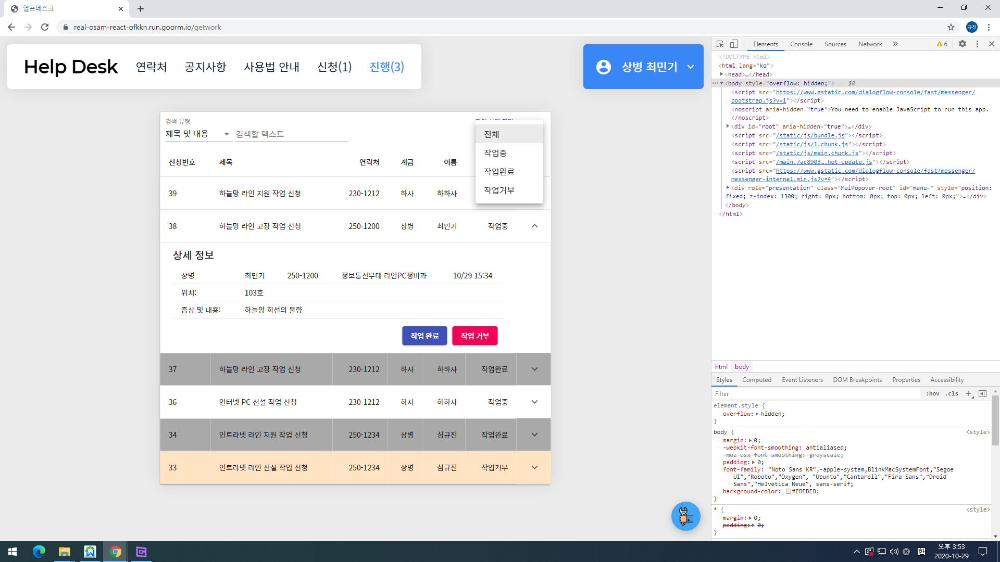 헬프데스크
real-osam-react-ofkkn.run.goorm.io/getwork
규진
Help Desk 연락처 공지사항 사용법 안내 신청(1) 진행(3)
상병 최민기
검색 유형
제목 및 내용 검색할 텍스트
전체
작업중
작업완료
작업거부
신청번호 제목 연락처 계급 이름
39 하늘망 라인 지원 작업 신청 230-1212 하사 하하사
38 하늘망 라인 고장 작업 신청 250-1200 상병 최민기 작업중
상세 정보
상병 최민기 250-1200 정보통신부대 라인PC정비과 10/29 15:34
위치: 103호
증상 및 내용: 하늘망 회선의 불량
작업 완료 작업 거부
37 하늘망 라인 고장 작업 신청 230-1212 하사 하하사 작업완료
36 인터넷 PC 신설 작업 신청 230-1212 하사 하하사 작업중
34 인트라넷 라인 지원 작업 신청 250-1234 상병 심규진 작업완료
33 인트라넷 라인 신설 작업 신청 250-1234 상병 심규진 작업거부
Elements Console Sources Network » 6
<!DOCTYPE html>
<html lang="ko">
<head>…</head>
<body style="overflow: hidden;"> == $0
<script src="https://www.gstatic.com/dialogflow-console/fast/messenger/
bootstrap.js?v=1"></script>
<noscript aria-hidden="true">You need to enable JavaScript to run this app.
</noscript>
<div id="root" aria-hidden="true">…</div>
<script src="/static/js/bundle.js"></script>
<script src="/static/js/1.chunk.js"></script>
<script src="/static/js/main.chunk.js"></script>
<script src="/main.7ac8903….hot-update.js"></script>
<script src="https://www.gstatic.com/dialogflow-console/fast/messenger/
messenger-internal.min.js?v=4"></script>
<div role="presentation" class="MuiPopover-root" id="menu-" style="position:
fixed; z-index: 1300; right: 0px; bottom: 0px; top: 0px; left: 0px;">…</div>
</body>
</html>
html body
Styles Computed Event Listeners DOM Breakpoints Properties Accessibility
Filter :hov .cls +
element.style {
overflow: hidden;
}
body { <style>
margin: 0;
-webkit-font-smoothing: antialiased;
-moz-osx-font-smoothing: grayscale;
padding: 0;
font-family: "Noto Sans KR",-apple-system,BlinkMacSystemFont,"Segoe
UI","Roboto","Oxygen", "Ubuntu","Cantarell","Fira Sans","Droid
Sans","Helvetica Neue", sans-serif;
background-color: #EBEBEB;
}
* { <style>
margin: 0;
padding: 0;
}
한
오후 3:53
2020-10-29